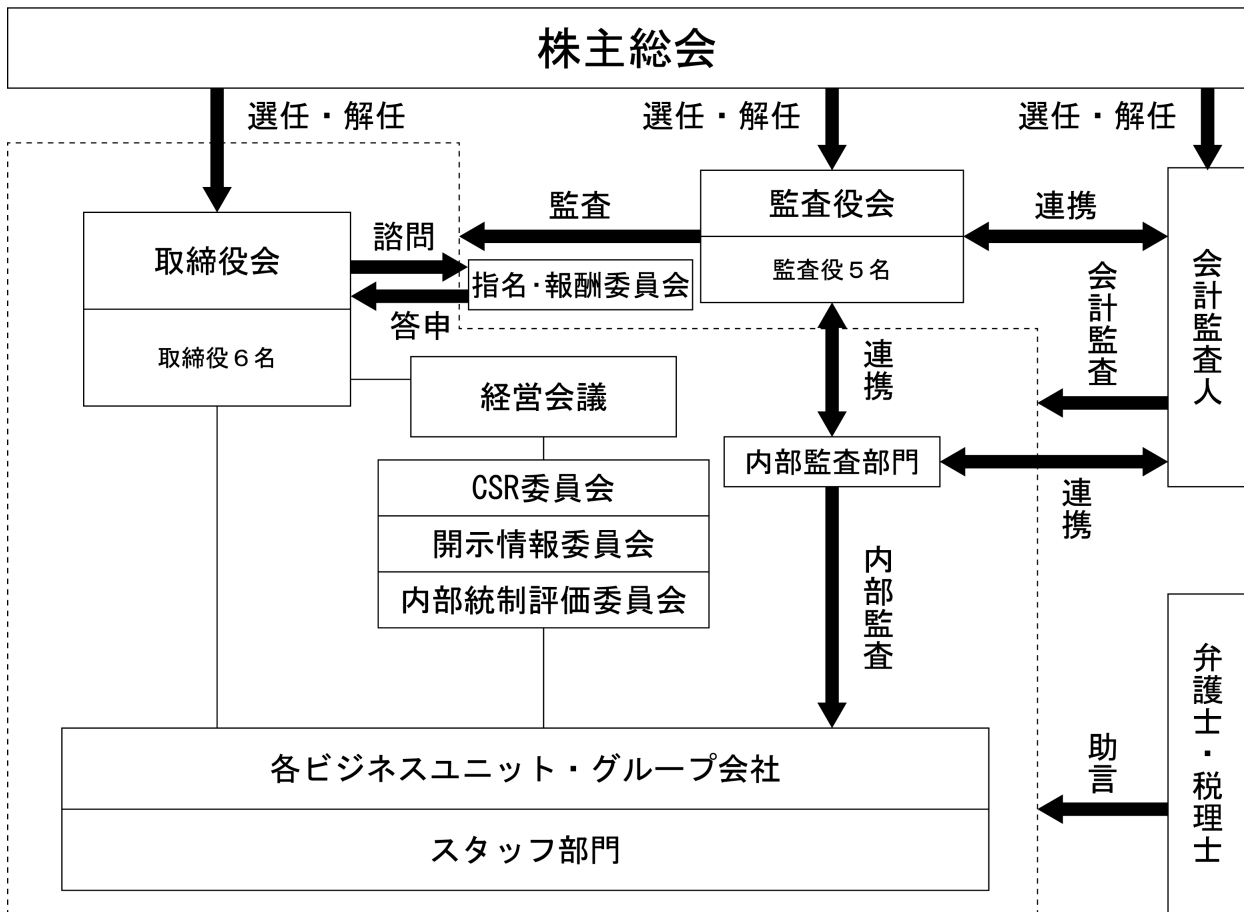 株主総会
選任・解任
選任・解任
選任・解任
取締役会
取締役６名
諮問
答申
監査
指名・報酬委員会
監査役会
監査役５名
連携
会計監査人
会計監査
連携
経営会議
内部監査部門
連携
CSR委員会
開示情報委員会
内部統制評価委員会
内部監査
各ビジネスユニット・グループ会社
スタッフ部門
助言
弁護士・税理士